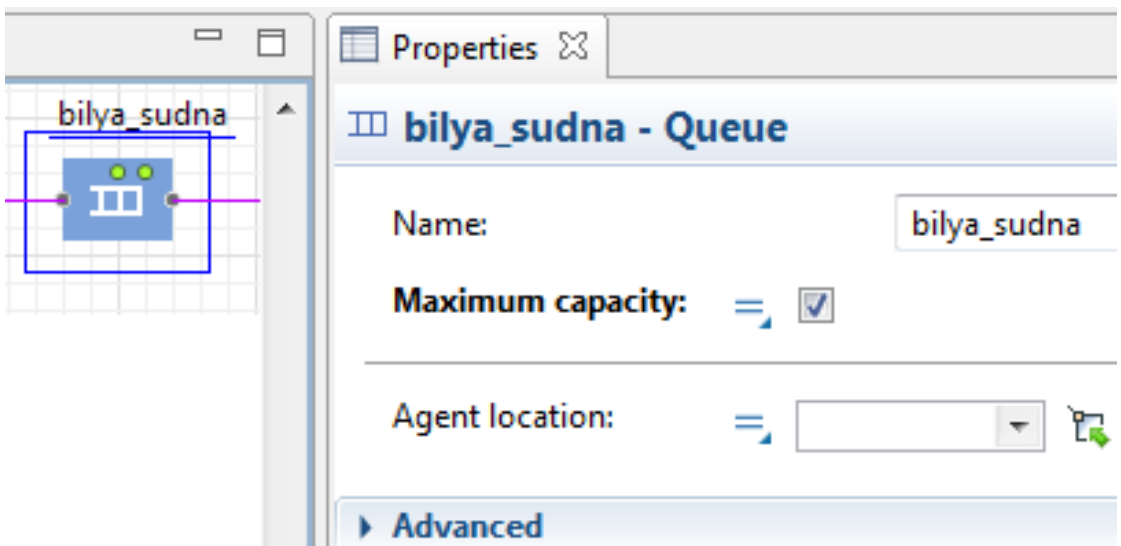 bilya_sudna
Properties
bilya_sudna - Queue
Name:
bilya_sudna
Maximum capacity:
Agent location:
Advanced